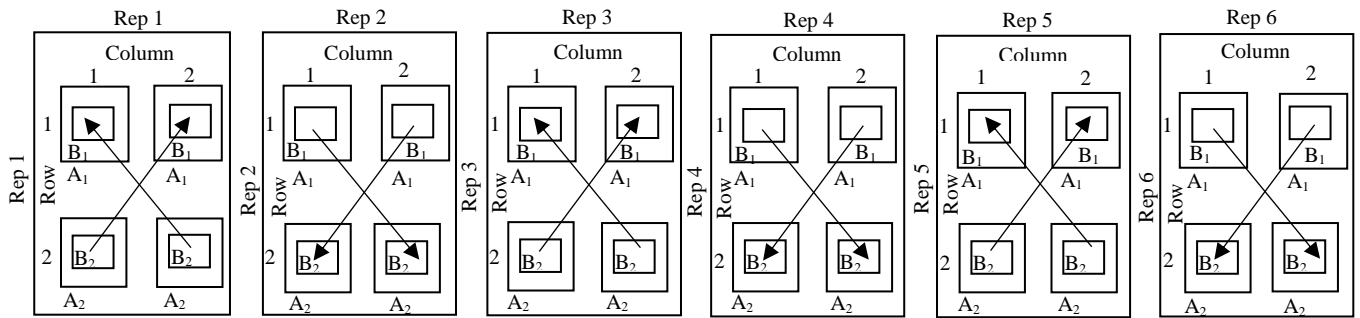 Rep 1 Rep 2 Rep 3 Rep 4 Rep 5 Rep 6
Column Column Column Column Column Column
1 2 1 2 1 2 1 2 1 2 1 2
1 1 1 1 1 1
B1 B1 B1 B1 B1 B1 B1 B1 B1 B1 B1 B1
A1 A1 A1 A1 A1 A1 A1 A1 A1 A1 A1 A1
Rep 1 Row Rep 2 Row Rep 3 Row Rep 4 Row Rep 5 Row Rep 6 Row
2 B2 B2 2 B2 B2 2 B2 B2 2 B2 B2 2 B2 B2 2 B2 B2
A2 A2 A2 A2 A2 A2 A2 A2 A2 A2 A2 A2